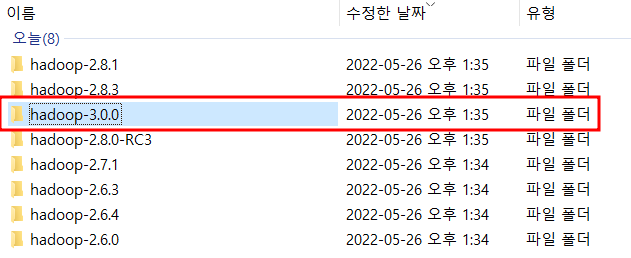 이름 수정한 날짜 유형
오늘(8)
hadoop-2.8.1 2022-05-26 오후 1:35 파일 폴더
hadoop-2.8.3 2022-05-26 오후 1:35 파일 폴더
hadoop-3.0.0 2022-05-26 오후 1:35 파일 폴더
hadoop-2.8.0-RC3 2022-05-26 오후 1:35 파일 폴더
hadoop-2.7.1 2022-05-26 오후 1:34 파일 폴더
hadoop-2.6.3 2022-05-26 오후 1:34 파일 폴더
hadoop-2.6.4 2022-05-26 오후 1:34 파일 폴더
hadoop-2.6.0 2022-05-26 오후 1:34 파일 폴더